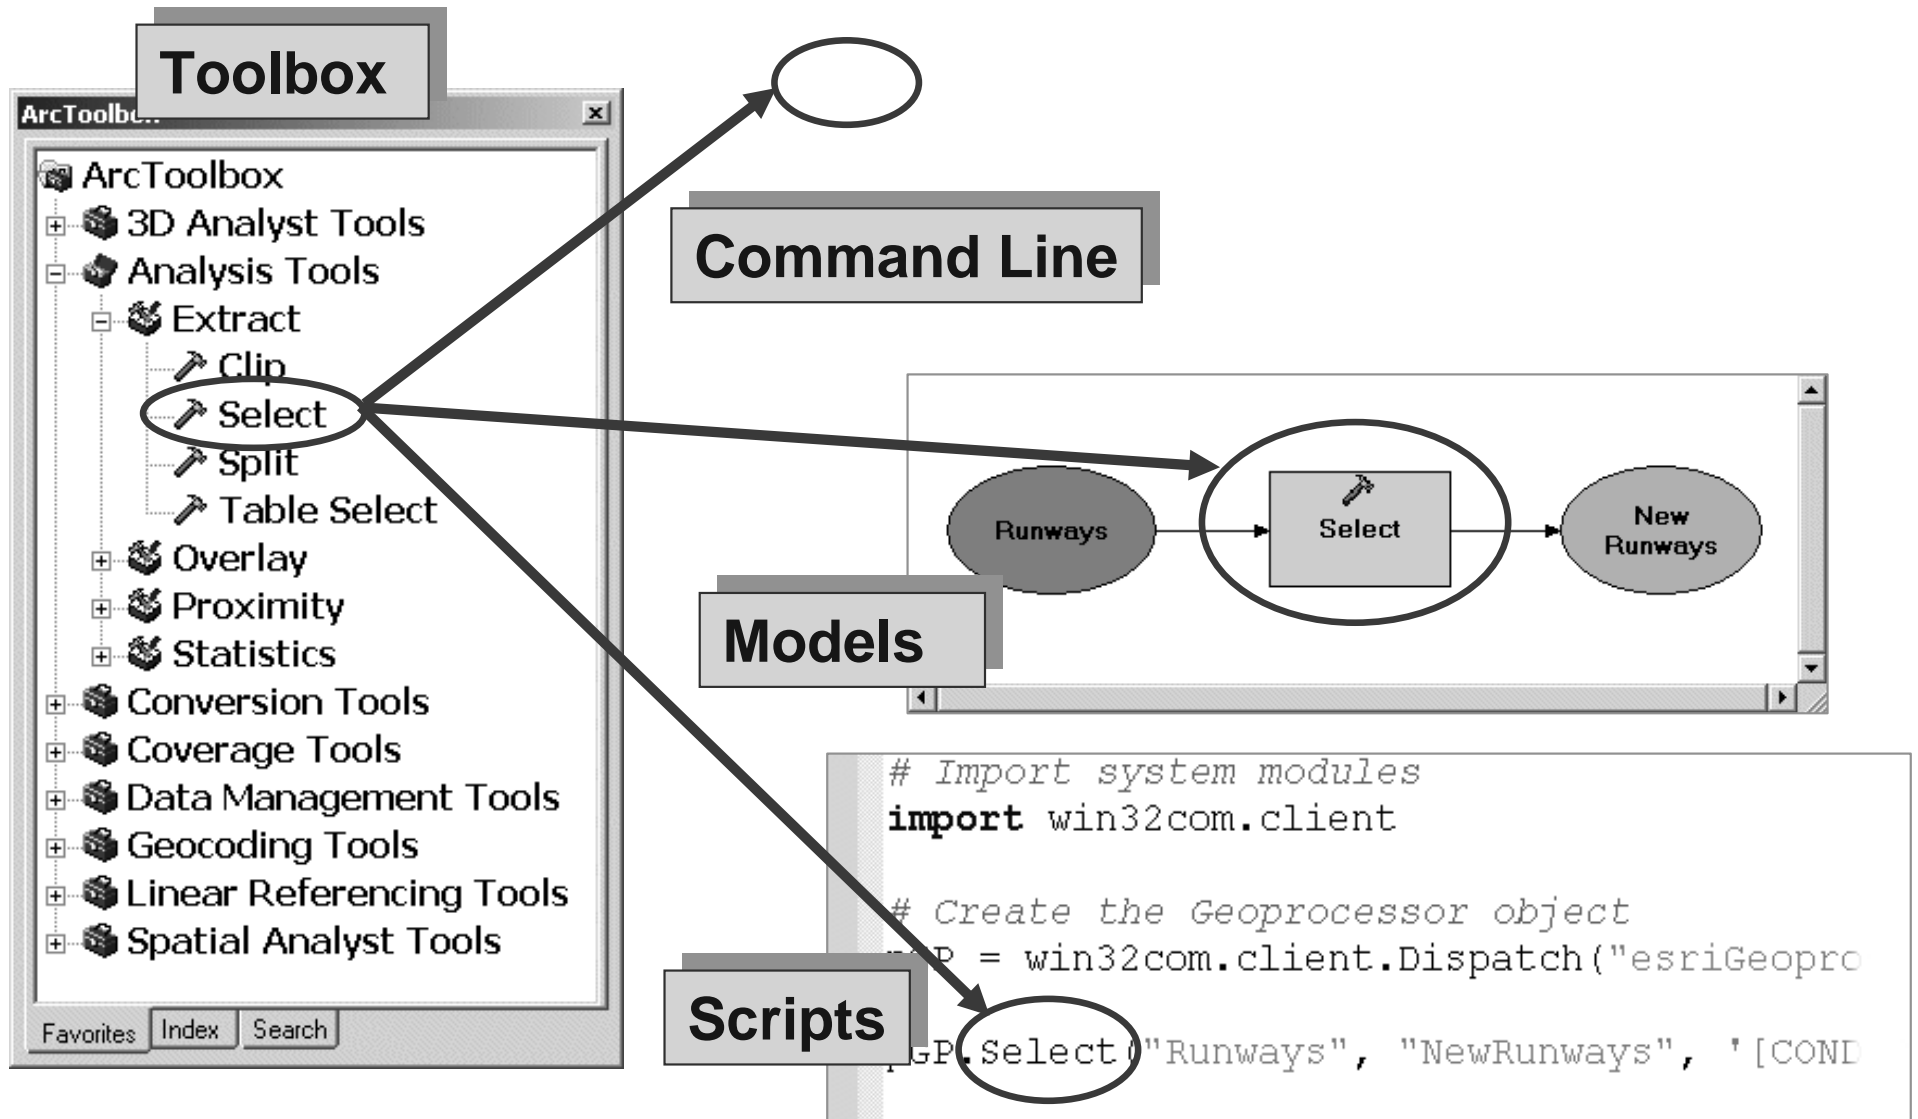 Toolbox
ArcToolbo
ArcToolbox
3D Analyst Tools
Analysis Tools
Extract
Clip
Select
Split
Table Select
Overlay
Proximity
Statistics
Conversion Tools
Coverage Tools
Data Management Tools
Geocoding Tools
Linear Referencing Tools
Spatial Analyst Tools
Favorites Index Search
Command Line
Runways
Select
New
Runways
Models
# Import system modules
import win32com.client
# Create the Geoprocessor object
GP = win32com.client.Dispatch("esriGeopro
Scripts
GP.Select("Runways", "NewRunways", '[COND